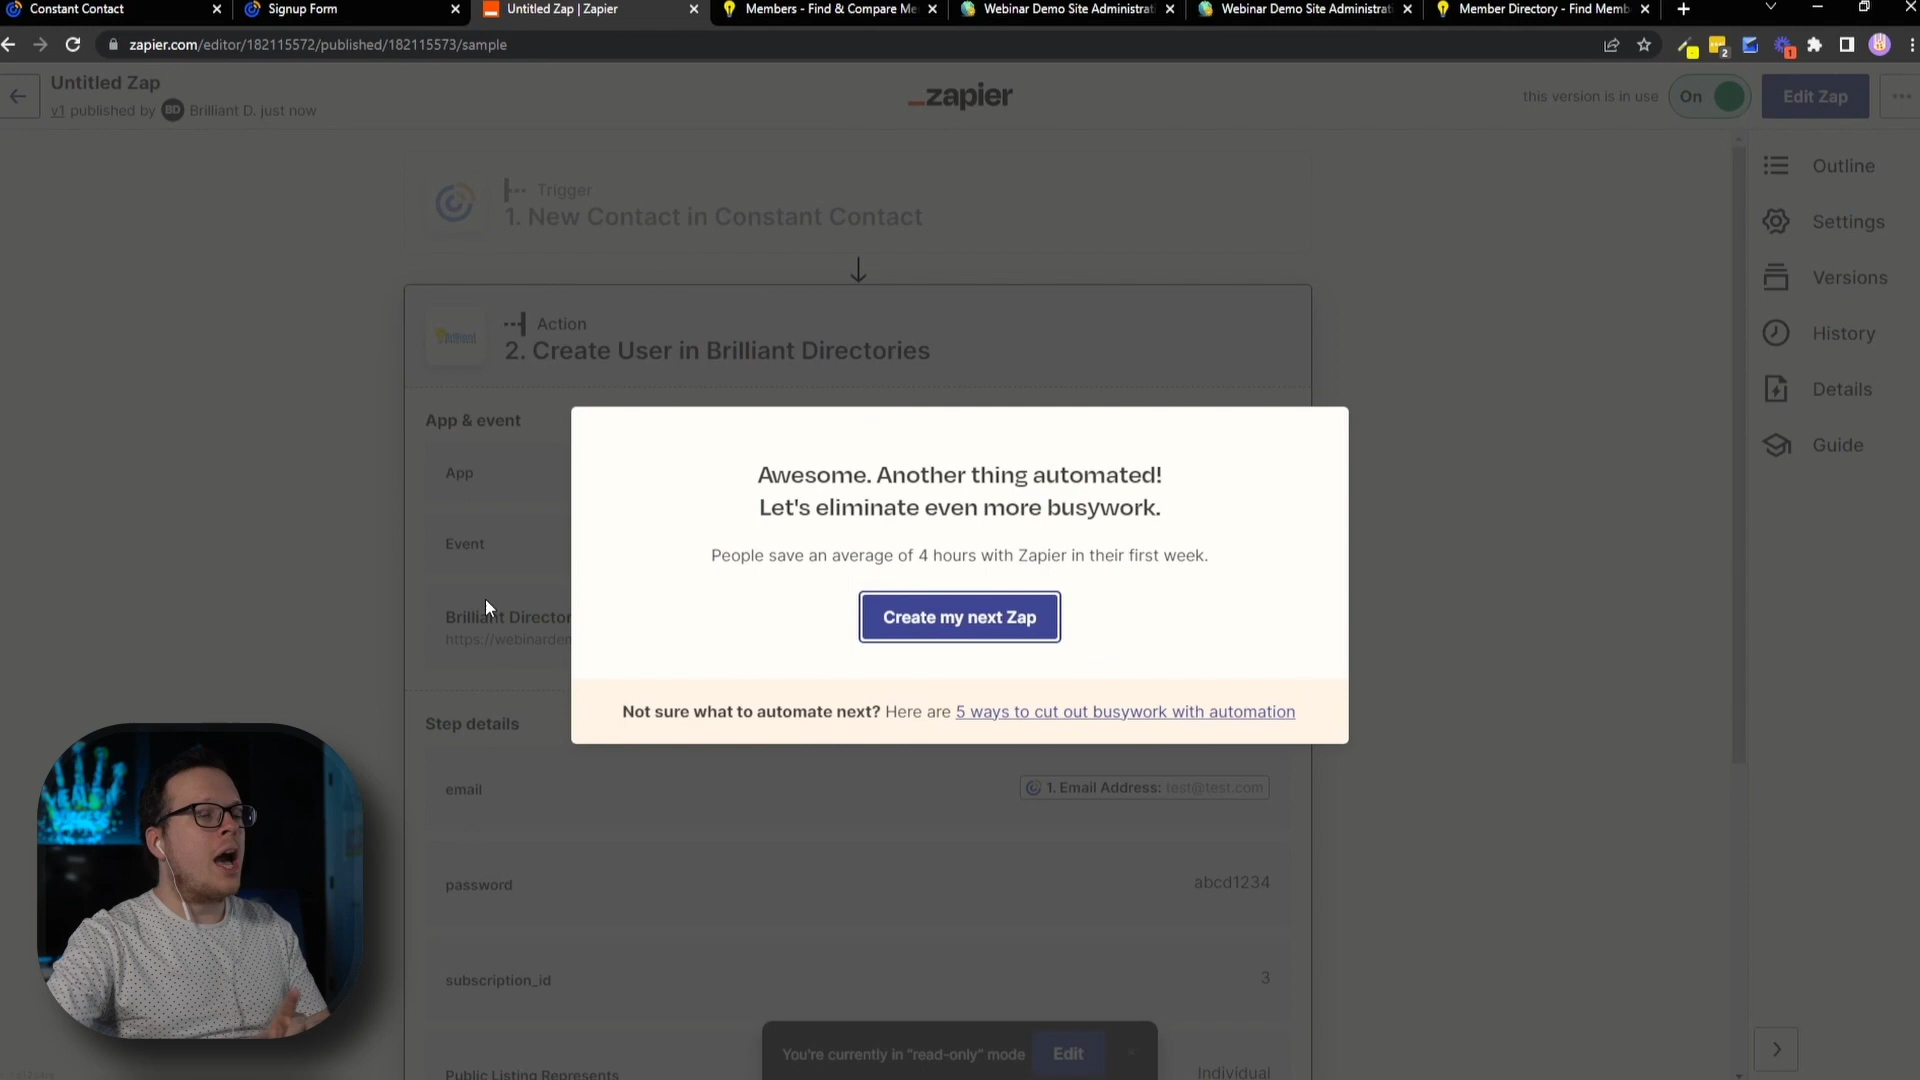 Constant Contact
Signup Form
Untitled Zap | Zapier
Members - Find & Compare Me
Webinar Demo Site Administrati
Webinar Demo Site Administrati
Member Directory - Find Memb
zapier.com/editor/182115572/published/182115573/sample
2
1
Untitled Zap
v1 published by BD Brilliant D. just now
_zapier
this version is in use
On
Edit Zap
Trigger
1. New Contact in Constant Contact
Action
2. Create User in Brilliant Directories
App & event
App
Event
Brilliant Director
https://webinarden
Awesome. Another thing automated!
Let's eliminate even more busywork.
People save an average of 4 hours with Zapier in their first week.
Create my next Zap
Not sure what to automate next? Here are 5 ways to cut out busywork with automation
Step details
email
1. Email Address: test@test.com
password
abcd1234
subscription_id
3
Public Listing Represents
Individual
You're currently in "read-only" mode
Edit
Outline
Settings
Versions
History
Details
Guide